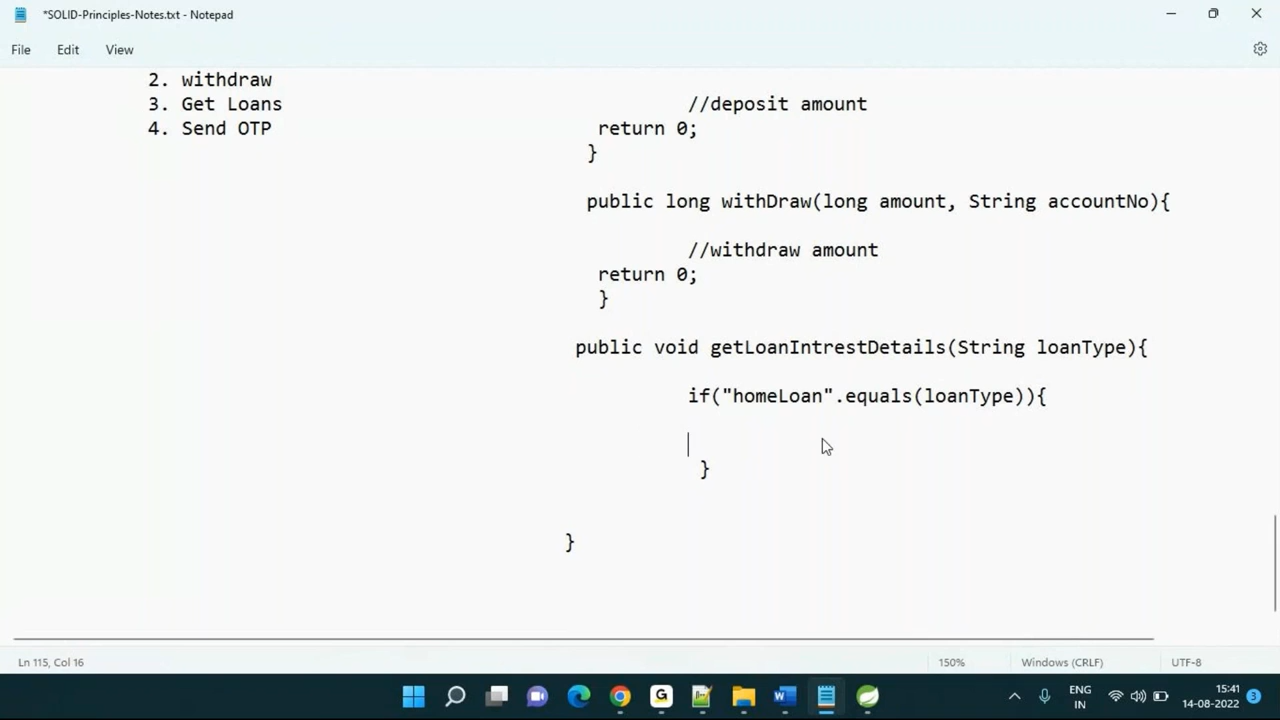 *SOLID-Principles-Notes.txt - Notepad
File Edit View
2. withdraw
3. Get Loans
4. Send OTP
//deposit amount
return 0;
}
public long withDraw(long amount, String accountNo){
//withdraw amount
return 0;
}
public void getLoanIntrestDetails(String loanType){
if("homeLoan".equals(loanType)){
}
}
Ln 115, Col 16
150%
Windows (CRLF)
UTF-8
G
W
ENG
IN
15:41
14-08-2022
3